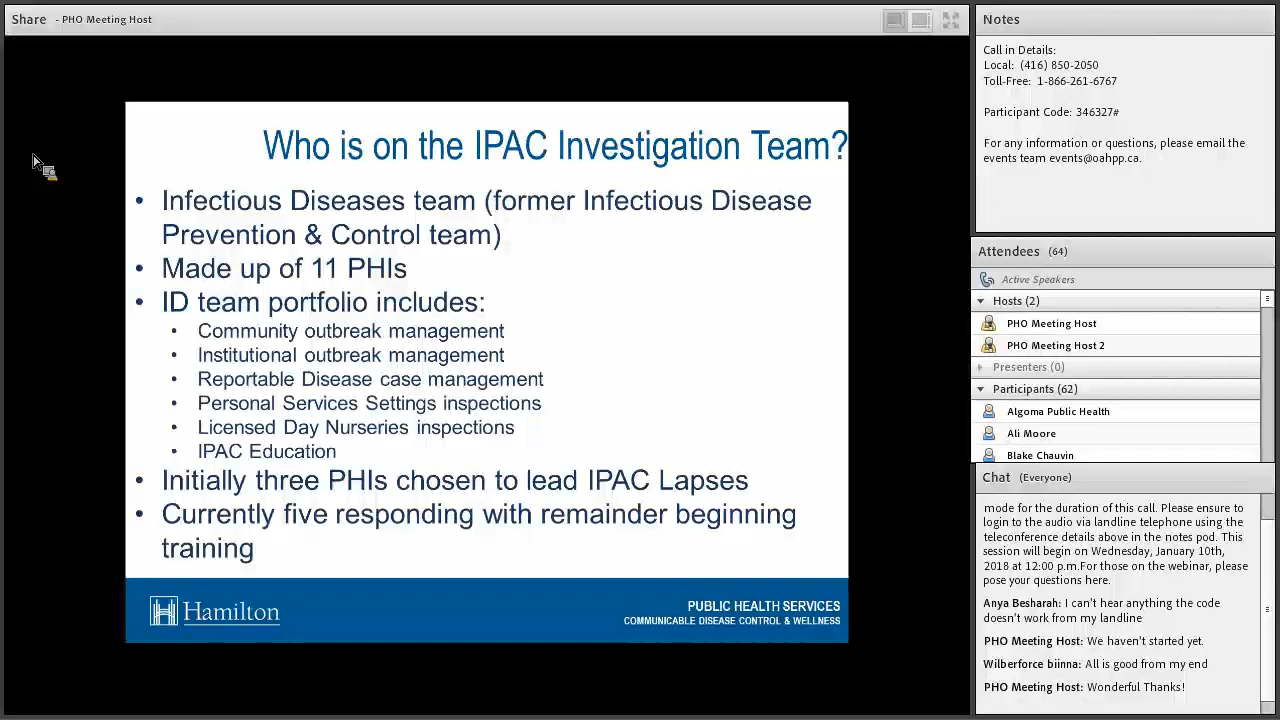 Share - PHO Meeting Host
Who is on the IPAC Investigation Team?
• Infectious Diseases team (former Infectious Disease
Prevention & Control team)
• Made up of 11 PHIs
• ID team portfolio includes:
• Community outbreak management
• Institutional outbreak management
• Reportable Disease case management
• Personal Services Settings inspections
• Licensed Day Nurseries inspections
• IPAC Education
• Initially three PHIs chosen to lead IPAC Lapses
• Currently five responding with remainder beginning
training
Hamilton
PUBLIC HEALTH SERVICES
COMMUNICABLE DISEASE CONTROL & WELLNESS
Notes
Call in Details:
Local: (416) 850-2050
Toll-Free: 1-866-261-6767
Participant Code: 346327#
For any information or questions, please email the
events team events@oahpp.ca.
Attendees (64)
Active Speakers
Hosts (2)
PHO Meeting Host
PHO Meeting Host 2
Presenters (0)
Participants (62)
Algoma Public Health
Ali Moore
Blake Chauvin
Chat (Everyone)
mode for the duration of this call. Please ensure to
login to the audio via landline telephone using the
teleconference details above in the notes pod. This
session will begin on Wednesday, January 10th,
2018 at 12:00 p.m.For those on the webinar, please
pose your questions here.
Anya Besharah: I can't hear anything the code
doesn't work from my landline
PHO Meeting Host: We haven't started yet.
Wilberforce biinna: All is good from my end
PHO Meeting Host: Wonderful Thanks!